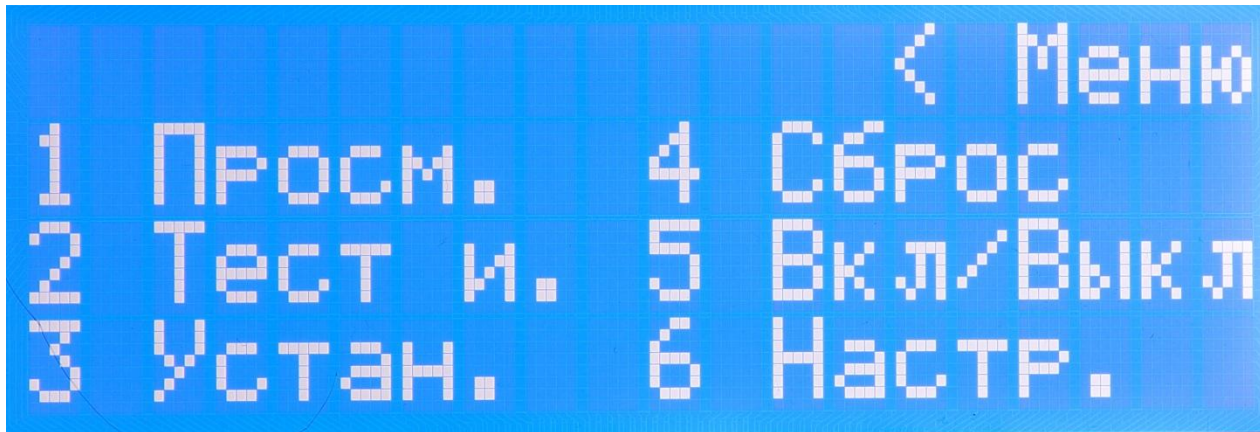 < Меню
1 Просм. 4 Сброс
2 Тест и. 5 Вкл/Выкл
3 Устан. 6 Настр.